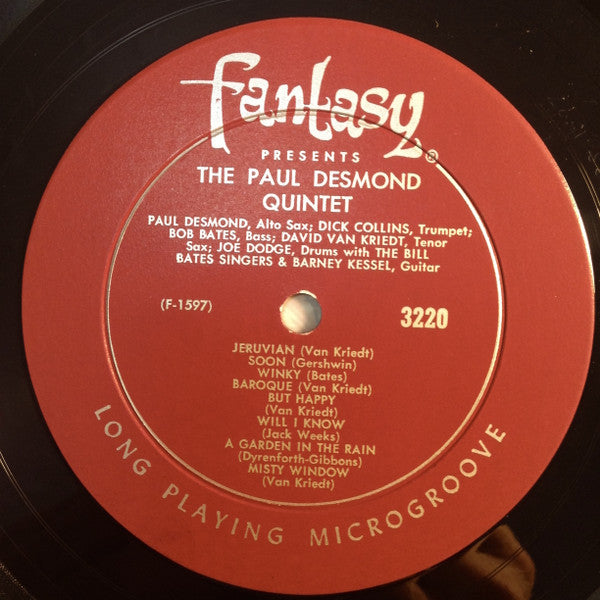 fantasy®
PRESENTS
THE PAUL DESMOND
QUINTET
PAUL DESMOND, Alto Sax; DICK COLLINS, Trumpet;
BOB BATES, Bass; DAVID VAN KRIEDT, Tenor
Sax; JOE DODGE, Drums with THE BILL
BATES SINGERS & BARNEY KESSEL, Guitar
(F-1597)
3220
JERUVIAN (Van Kriedt)
SOON (Gershwin)
WINKY (Bates)
BAROQUE (Van Kriedt)
BUT HAPPY
(Van Kriedt)
WILL I KNOW
(Jack Weeks)
A GARDEN IN THE RAIN
(Dyrenforth-Gibbons)
MISTY WINDOW
(Van Kriedt)
LONG PLAYING MICROGROOVE